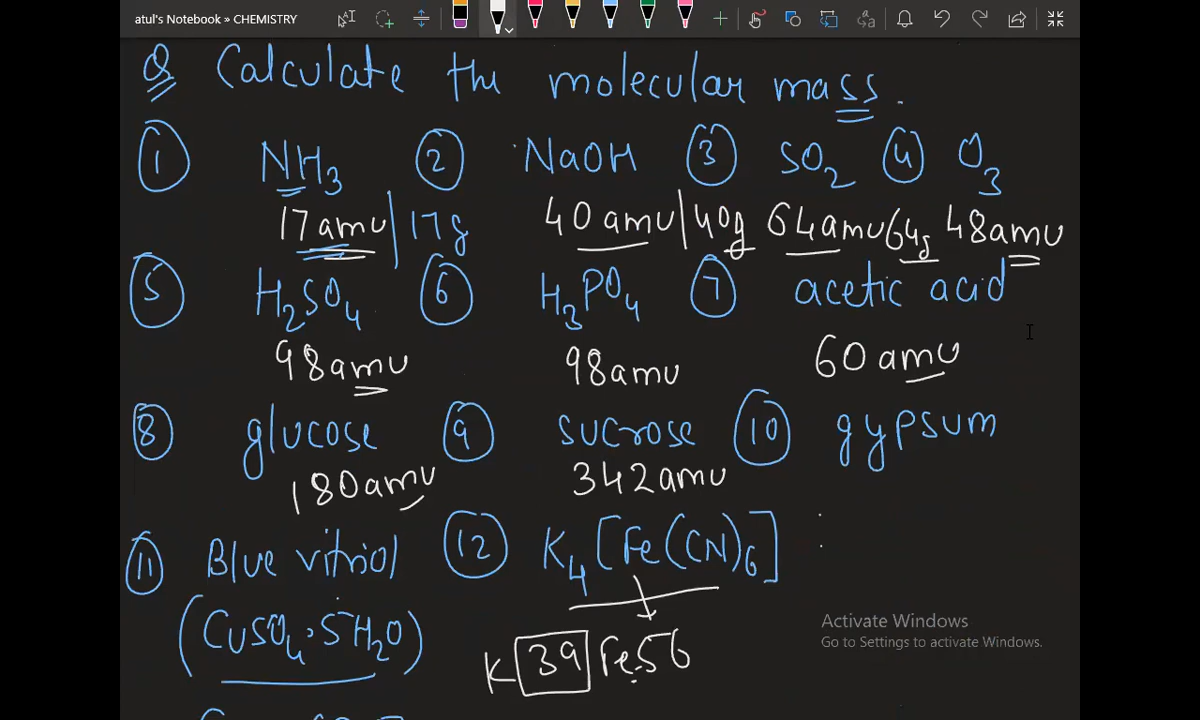 atul's Notebook » CHEMISTRY
Q Calculate the molecular mass.
1 NH3 2 NaOH 3 SO2 4 O3
17amu | 17g 40amu | 40g 64amu 64g 48amu
5 H2SO4 6 H3PO4 7 acetic acid
98amu 98amu 60amu
8 glucose 9 sucrose 10 gypsum
180amu 342amu
11 Blue vitriol 12 K4[Fe(CN)6]
(CuSO4.5H2O)
K 39 Fe-56
Activate Windows
Go to Settings to activate Windows.